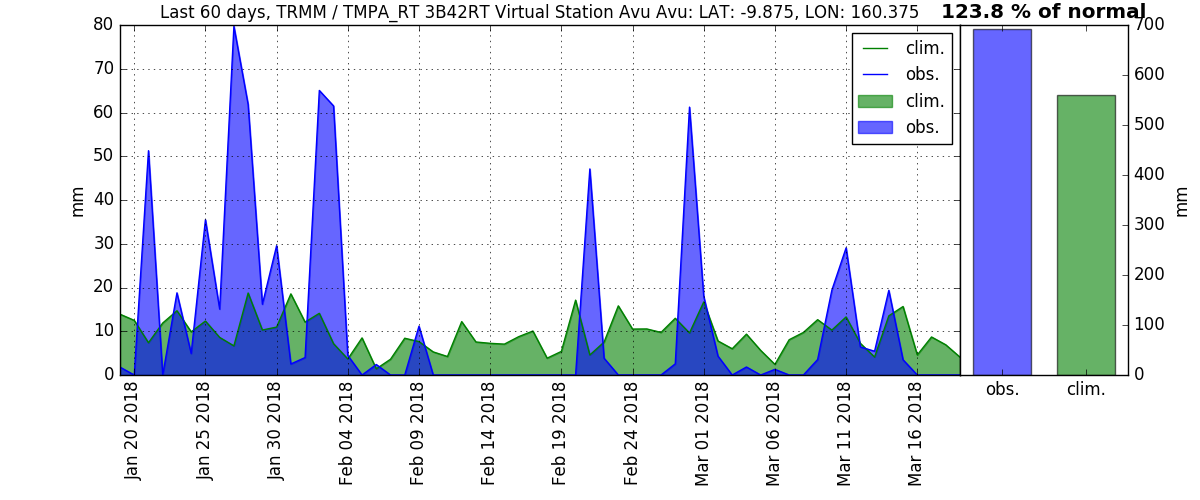 Last 60 days, TRMM / TMPA_RT 3B42RT Virtual Station Avu Avu: LAT: -9.875, LON: 160.375
123.8 % of normal
80
70
60
50
40
30
20
10
0
mm
clim.
obs.
clim.
obs.
Jan 20 2018
Jan 25 2018
Jan 30 2018
Feb 04 2018
Feb 09 2018
Feb 14 2018
Feb 19 2018
Feb 24 2018
Mar 01 2018
Mar 06 2018
Mar 11 2018
Mar 16 2018
700
600
500
400
300
200
100
0
mm
obs.
clim.